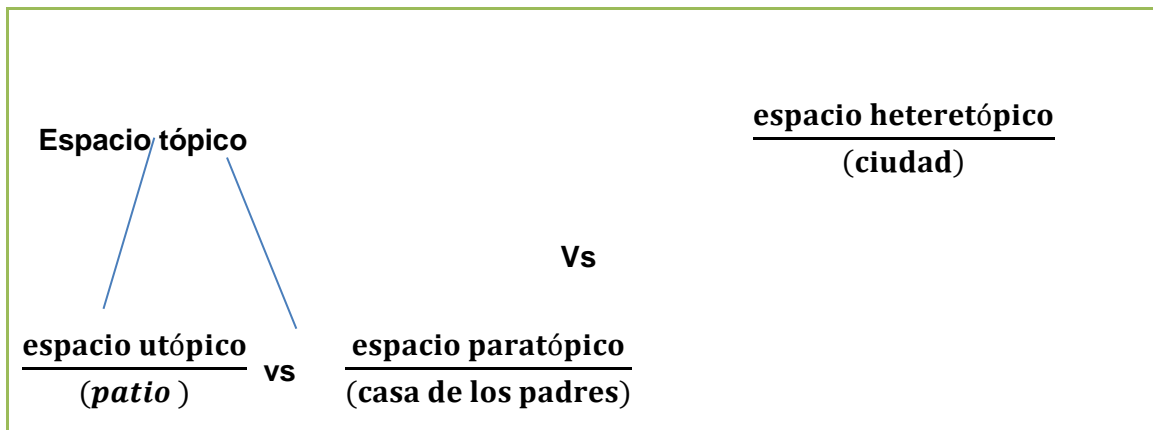 espacio heteretópico
(ciudad)
Espacio tópico
Vs
espacio utópico vs espacio paratópico
(patio) (casa de los padres)